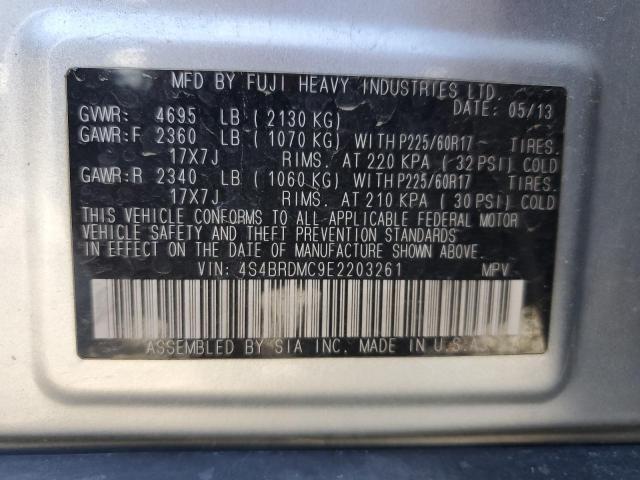 MFD BY FUJI HEAVY INDUSTRIES LTD.
DATE: 05/13
GVWR: 4695 LB (2130 KG)
GAWR:F 2360 LB (1070 KG) WITH P225/60R17 - TIRES.
17X7J RIMS. AT 220 KPA (32 PSI) COLD
GAWR:R 2340 LB (1060 KG) WITH P225/60R17 - TIRES.
17X7J RIMS. AT 210 KPA (30 PSI) COLD
THIS VEHICLE CONFORMS TO ALL APPLICABLE FEDERAL MOTOR
VEHICLE SAFETY AND THEFT PREVENTION STANDARDS
IN EFFECT ON THE DATE OF MANUFACTURE SHOWN ABOVE.
VIN: 4S4BRDMC9E2203261 MPV
ASSEMBLED BY SIA INC. MADE IN U.S.A.